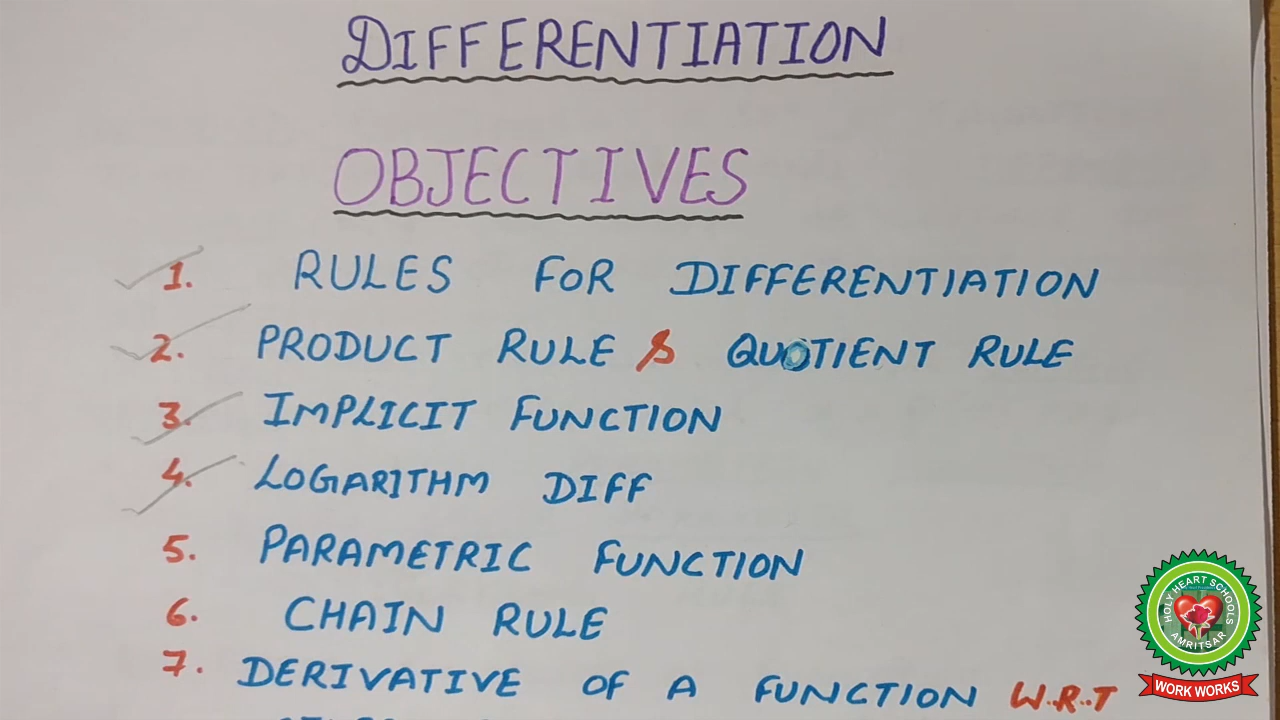 DIFFERENTIATION
OBJECTIVES
1. RULES FOR DIFFERENTIATION
2. PRODUCT RULE & QUOTIENT RULE
3. IMPLICIT FUNCTION
4. LOGARITHM DIFF
5. PARAMETRIC FUNCTION
6. CHAIN RULE
7. DERIVATIVE OF A FUNCTION W.R.T
HOLY HEART SCHOOLS
AMRITSAR
WORK WORKS